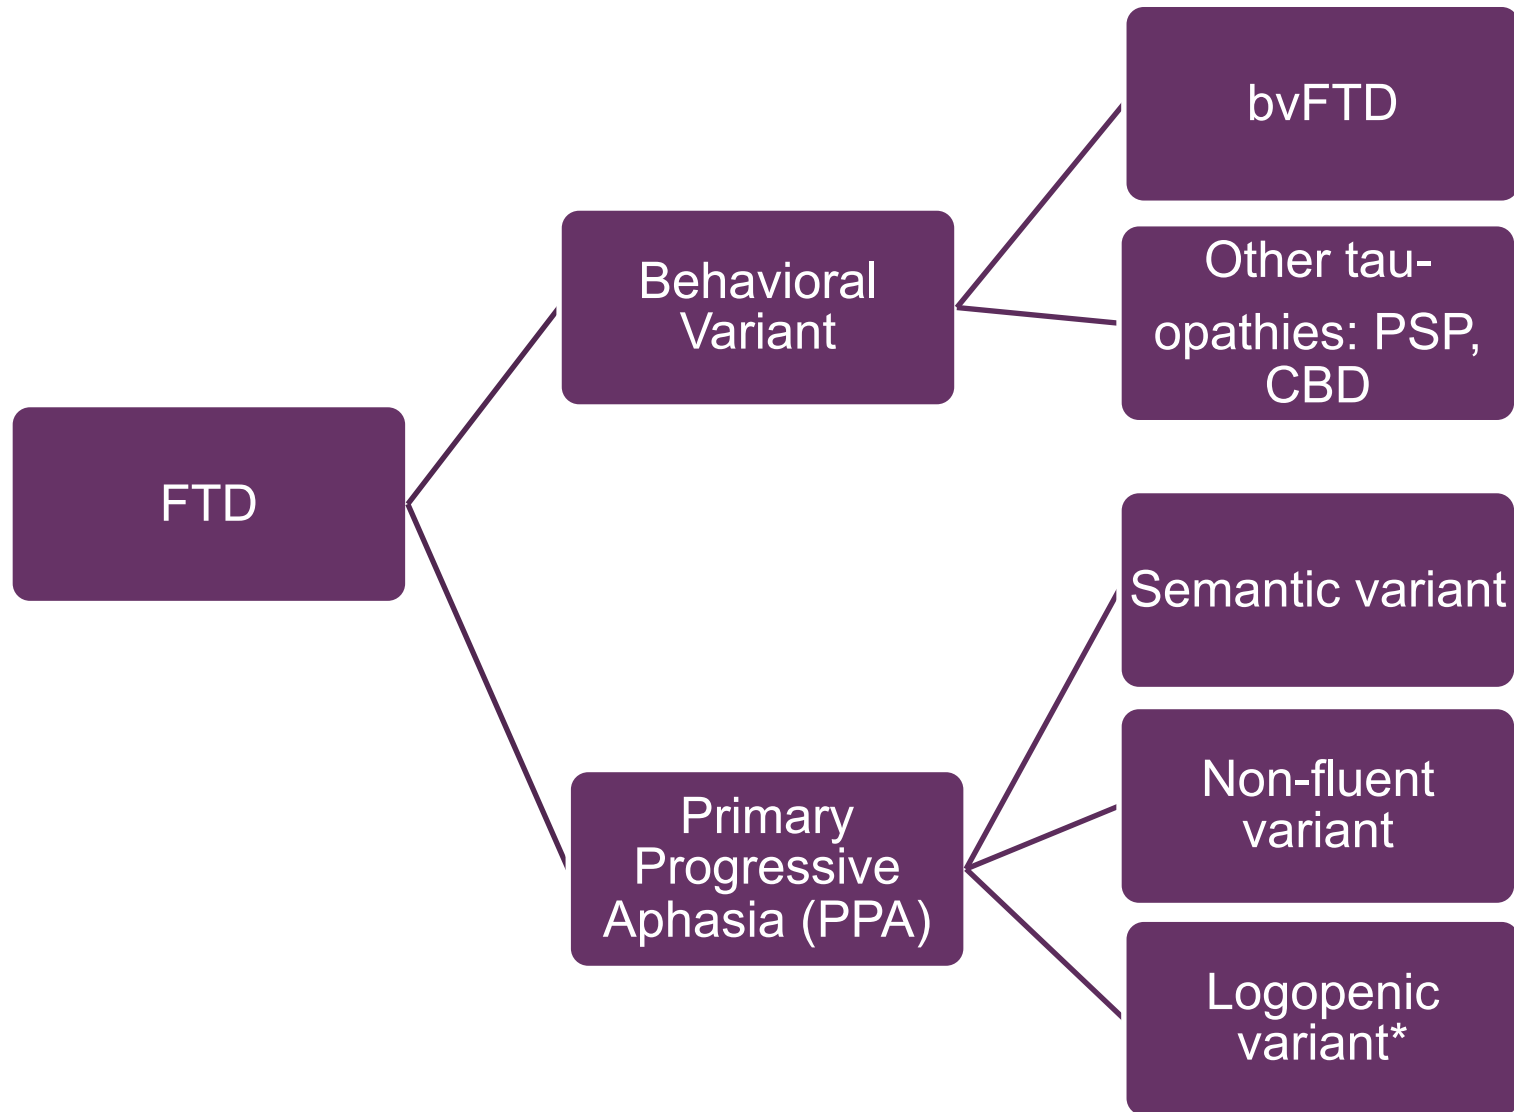 FTD
Behavioral
Variant
bvFTD
Other tau-
opathies: PSP,
CBD
Primary
Progressive
Aphasia (PPA)
Semantic variant
Non-fluent
variant
Logopenic
variant*